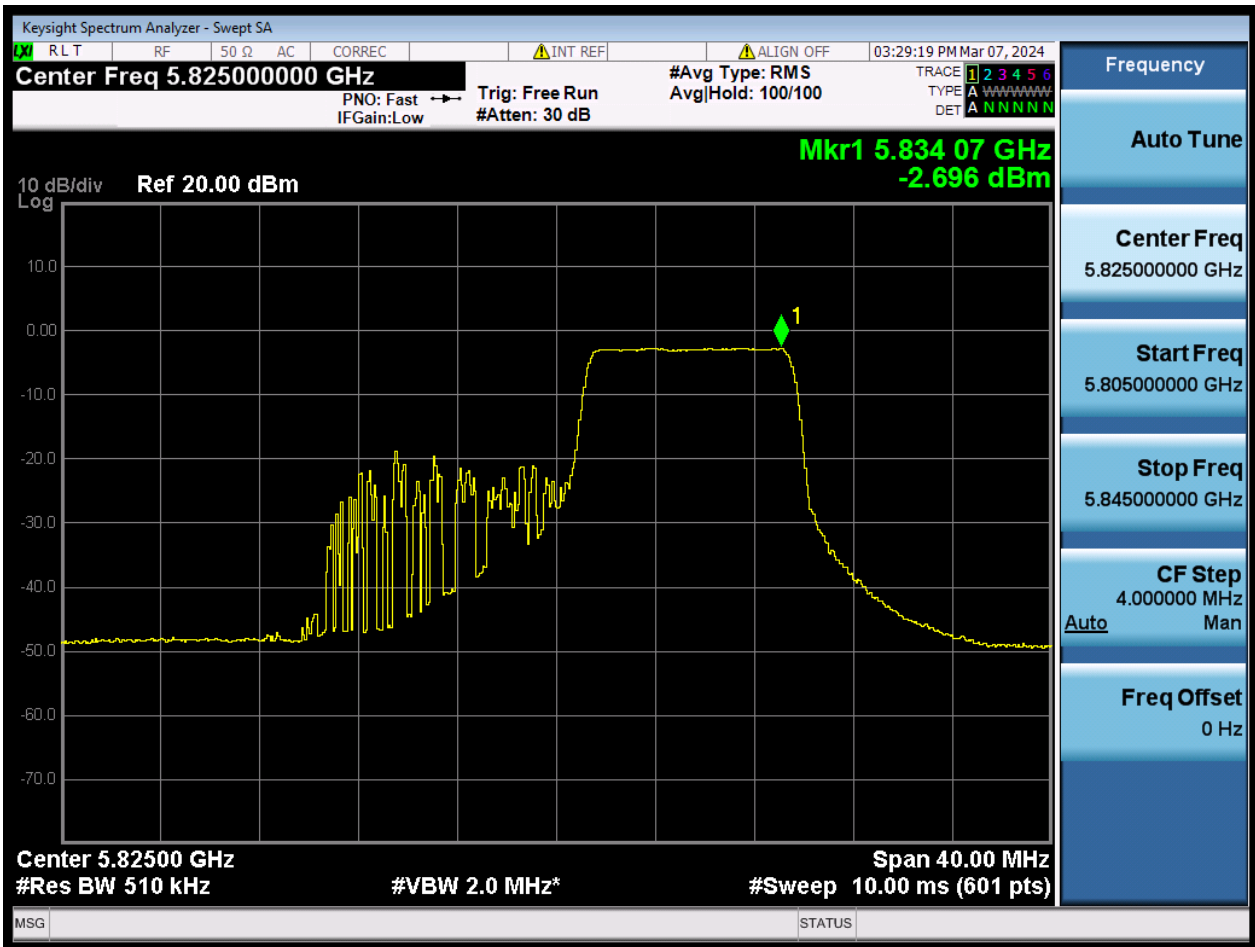 Keysight Spectrum Analyzer - Swept SA
LXI RLT RF 50 Ω AC CORREC INT REF ALIGN OFF 03:29:19 PM Mar 07, 2024
Center Freq 5.825000000 GHz
PNO: Fast
IFGain:Low
Trig: Free Run
#Atten: 30 dB
#Avg Type: RMS
Avg|Hold: 100/100
TRACE 1 2 3 4 5 6
TYPE A WWWWW
DET A N N N N N
Mkr1 5.834 07 GHz
-2.696 dBm
10 dB/div Ref 20.00 dBm
Log
1
10.0
0.00
-10.0
-20.0
-30.0
-40.0
-50.0
-60.0
-70.0
Center 5.82500 GHz Span 40.00 MHz
#Res BW 510 kHz #VBW 2.0 MHz* #Sweep 10.00 ms (601 pts)
MSG STATUS
Frequency
Auto Tune
Center Freq
5.825000000 GHz
Start Freq
5.805000000 GHz
Stop Freq
5.845000000 GHz
CF Step
4.000000 MHz
Auto Man
Freq Offset
0 Hz